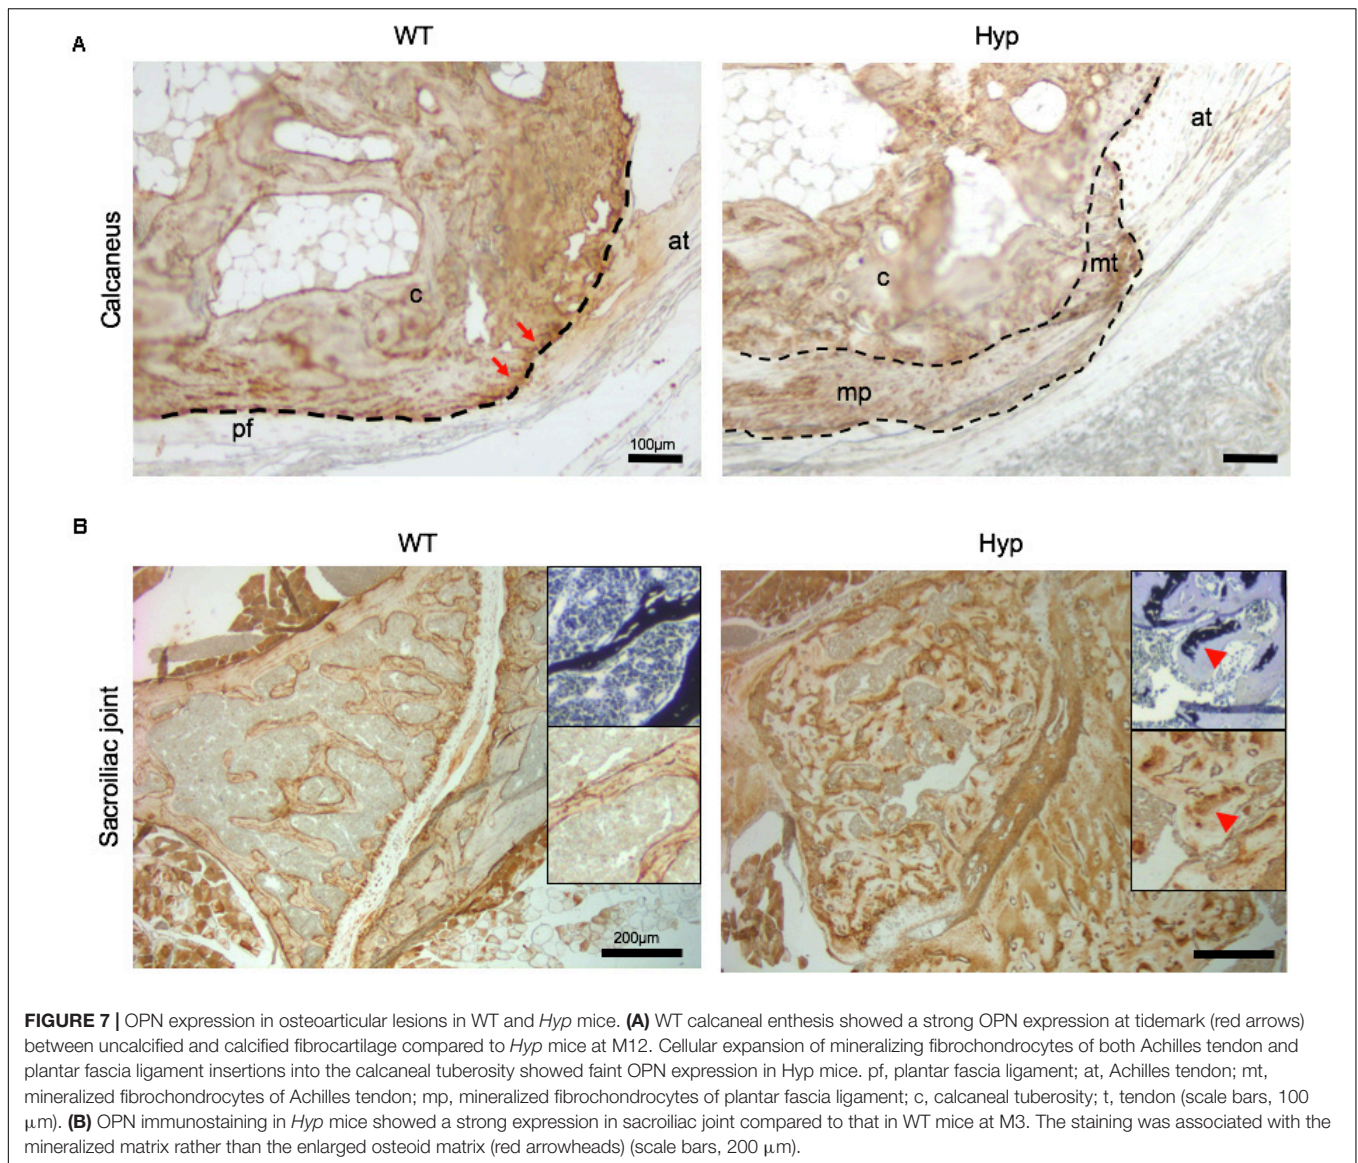 A
WT
Hyp
Calcaneus
c
at
pf
100µm
at
c
mt
mp
B
WT
Hyp
Sacroiliac joint
200µm
FIGURE 7 | OPN expression in osteoarticular lesions in WT and Hyp mice. (A) WT calcaneal enthesis showed a strong OPN expression at tidemark (red arrows)
between uncalcified and calcified fibrocartilage compared to Hyp mice at M12. Cellular expansion of mineralizing fibrochondrocytes of both Achilles tendon and
plantar fascia ligament insertions into the calcaneal tuberosity showed faint OPN expression in Hyp mice. pf, plantar fascia ligament; at, Achilles tendon; mt,
mineralized fibrochondrocytes of Achilles tendon; mp, mineralized fibrochondrocytes of plantar fascia ligament; c, calcaneal tuberosity; t, tendon (scale bars, 100
µm). (B) OPN immunostaining in Hyp mice showed a strong expression in sacroiliac joint compared to that in WT mice at M3. The staining was associated with the
mineralized matrix rather than the enlarged osteoid matrix (red arrowheads) (scale bars, 200 µm).